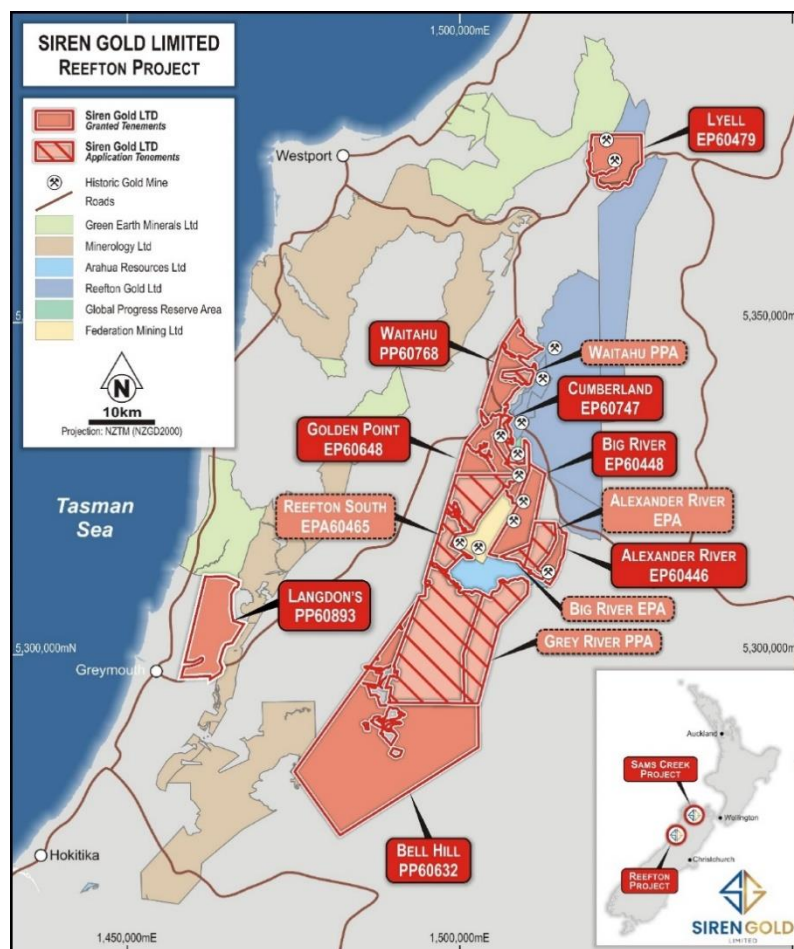 SIREN GOLD LIMITED
REEFTON PROJECT
Siren Gold LTD
Granted Tenements
Siren Gold LTD
Application Tenements
Historic Gold Mine
Roads
Green Earth Minerals Ltd
Minerology Ltd
Arahua Resources Ltd
Reefton Gold Ltd
Global Progress Reserve Area
Federation Mining Ltd
N
10km
Projection: NZTM (NZGD2000)
1,500,000mE
Westport
LYELL
EP60479
5,350,000mN
WAITAHU
PP60768
WAITAHU PPA
CUMBERLAND
EP60747
GOLDEN POINT
EP60648
BIG RIVER
EP60448
Tasman
Sea
REEFTON SOUTH
EPA60465
ALEXANDER RIVER
EPA
ALEXANDER RIVER
EP60446
LANGDON'S
PP60893
BIG RIVER EPA
GREY RIVER PPA
5,300,000mN
Greymouth
BELL HILL
PP60632
Hokitika
1,450,000mE
1,500,000mE
Auckland
SAMS CREEK
PROJECT
Wellington
Christchurch
REEFTON
PROJECT
SIREN GOLD
LIMITED